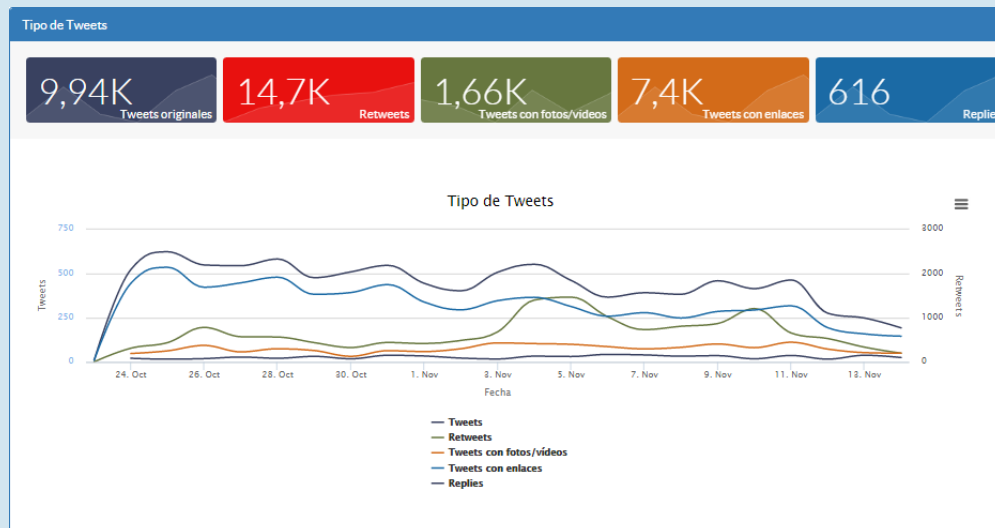 Tipo de Tweets
9,94K
Tweets originales
14,7K
Retweets
1,66K
Tweets con fotos/videos
7,4K
Tweets con enlaces
616
Replies
Tipo de Tweets
750
500
250
0
Tweets
3000
2000
1000
0
Retweets
24. Oct 26. Oct 28. Oct 30. Oct 1. Nov 3. Nov 5. Nov 7. Nov 9. Nov 11. Nov 13. Nov
Fecha
Tweets
Retweets
Tweets con fotos/vídeos
Tweets con enlaces
Replies